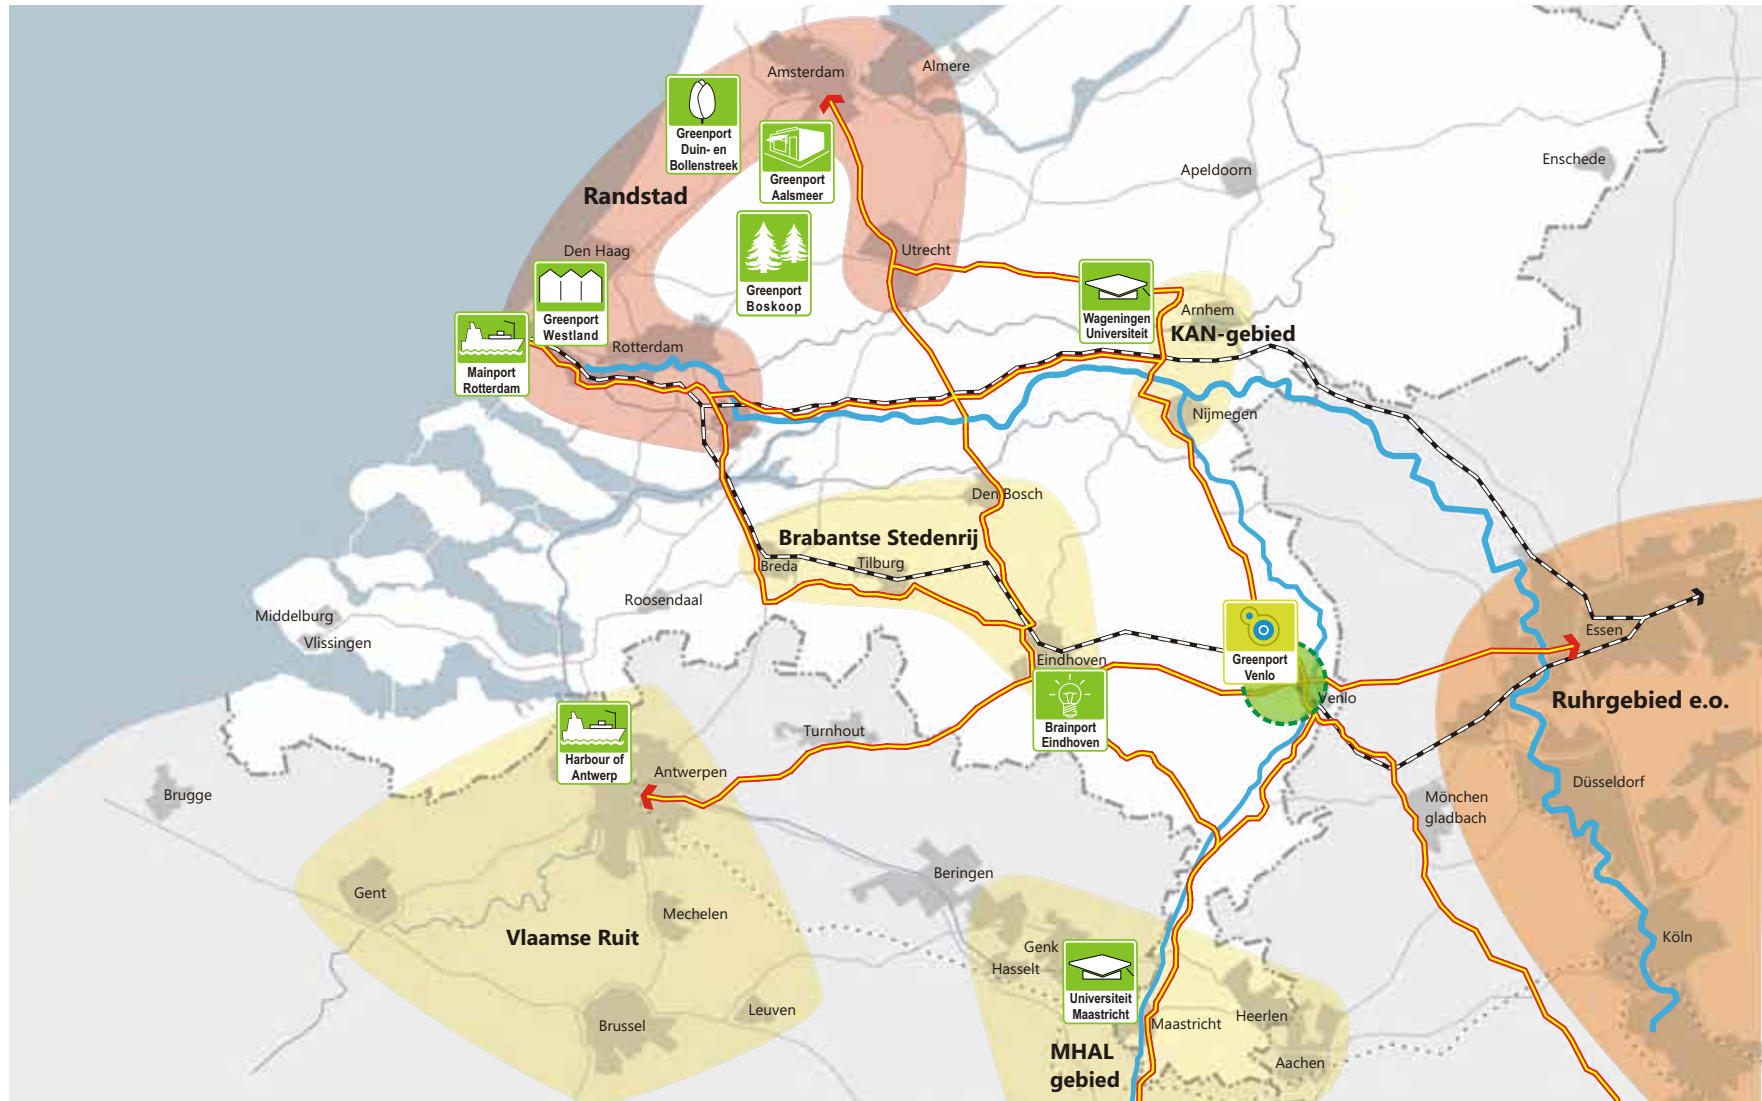 Amsterdam
Almere
Greenport
Duin- en
Bollenstreek
Greenport
Aalsmeer
Randstad
Apeldoorn
Enschede
Den Haag
Utrecht
Greenport
Boskoop
Greenport
Westland
Wageningen
Universiteit
Arnhem
KAN-gebied
Rotterdam
Mainport
Rotterdam
Nijmegen
Den Bosch
Brabantse Stedenrij
Breda
Tilburg
Roosendaal
Middelburg
Vlissingen
Essen
Eindhoven
Greenport
Venlo
Venlo
Ruhrgebied e.o.
Brainport
Eindhoven
Turnhout
Harbour of
Antwerp
Antwerpen
Brugge
Düsseldorf
Mönchen
gladbach
Beringen
Gent
Mechelen
Vlaamse Ruit
Genk
Hasselt
Köln
Universiteit
Maastricht
Leuven
Brussel
Maastricht
Heerlen
MHAL
gebied
Aachen